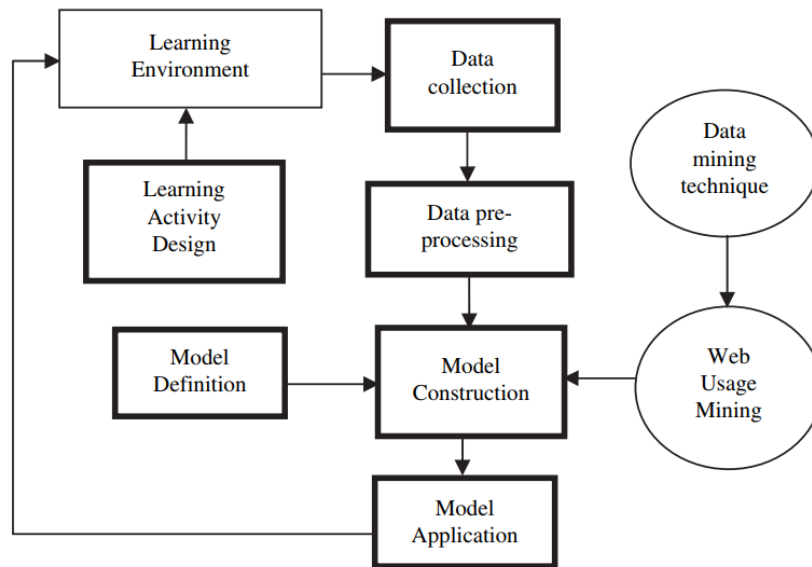 Learning
Environment
Data
collection
Data
mining
technique
Learning
Activity
Design
Data pre-
processing
Model
Definition
Model
Construction
Web
Usage
Mining
Model
Application